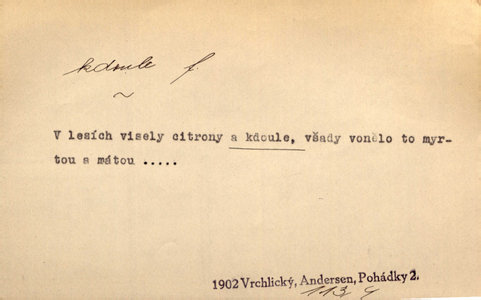 kdoule f.
~
V lesích visely citrony a kdoule, všady vonělo to myr-
tou a mátou .....
1902 Vrchlický, Andersen, Pohádky 2.